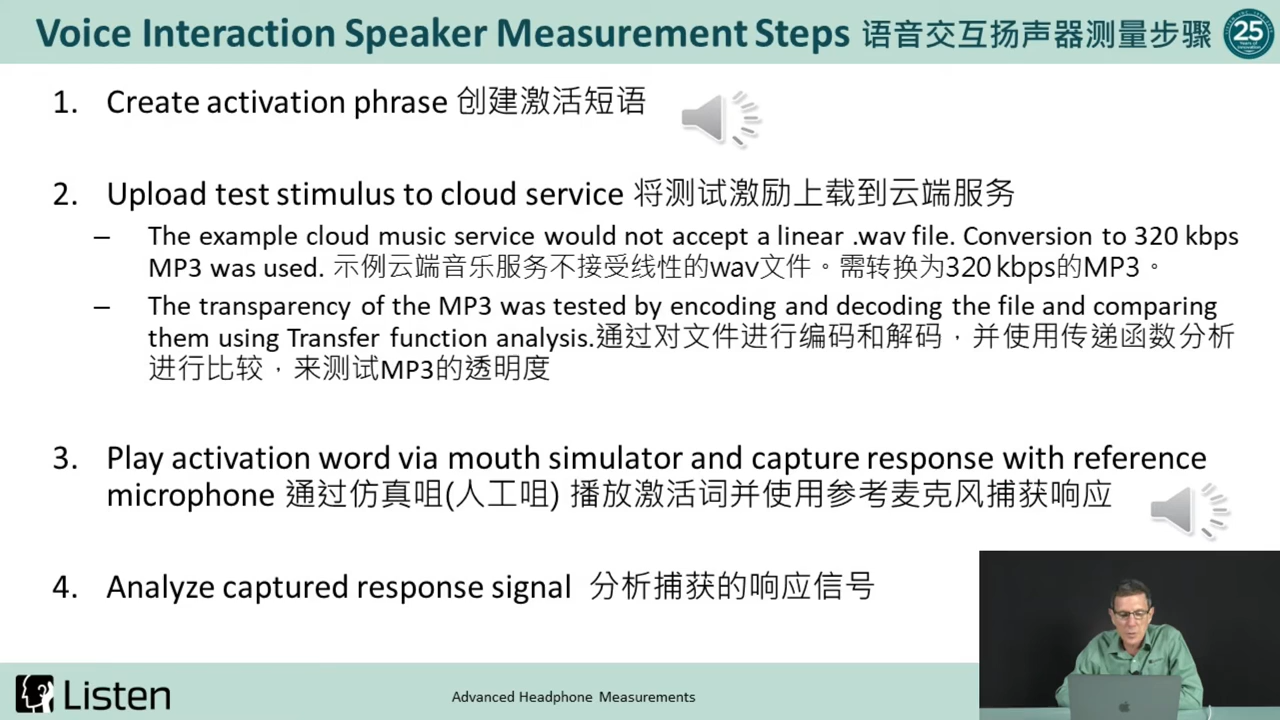 Voice Interaction Speaker Measurement Steps 语音交互扬声器测量步骤
25
Years of
Innovation
1. Create activation phrase 创建激活短语
2. Upload test stimulus to cloud service 将测试激励上载到云端服务
– The example cloud music service would not accept a linear .wav file. Conversion to 320 kbps
MP3 was used. 示例云端音乐服务不接受线性的wav文件。需转换为320 kbps的MP3。
– The transparency of the MP3 was tested by encoding and decoding the file and comparing
them using Transfer function analysis.通过对文件进行编码和解码，并使用传递函数分析
进行比较，来测试MP3的透明度
3. Play activation word via mouth simulator and capture response with reference
microphone 通过仿真咀(人工咀) 播放激活词并使用参考麦克风捕获响应
4. Analyze captured response signal 分析捕获的响应信号
Listen
Advanced Headphone Measurements